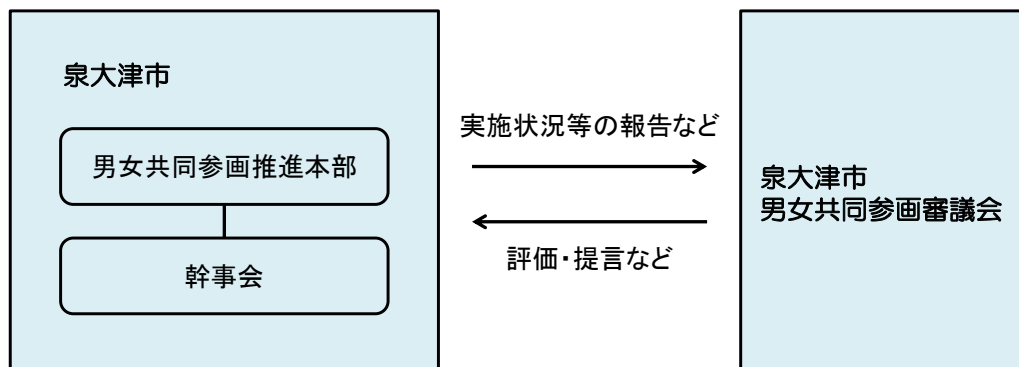 泉大津市
男女共同参画推進本部
幹事会
実施状況等の報告など
評価・提言など
泉大津市
男女共同参画審議会